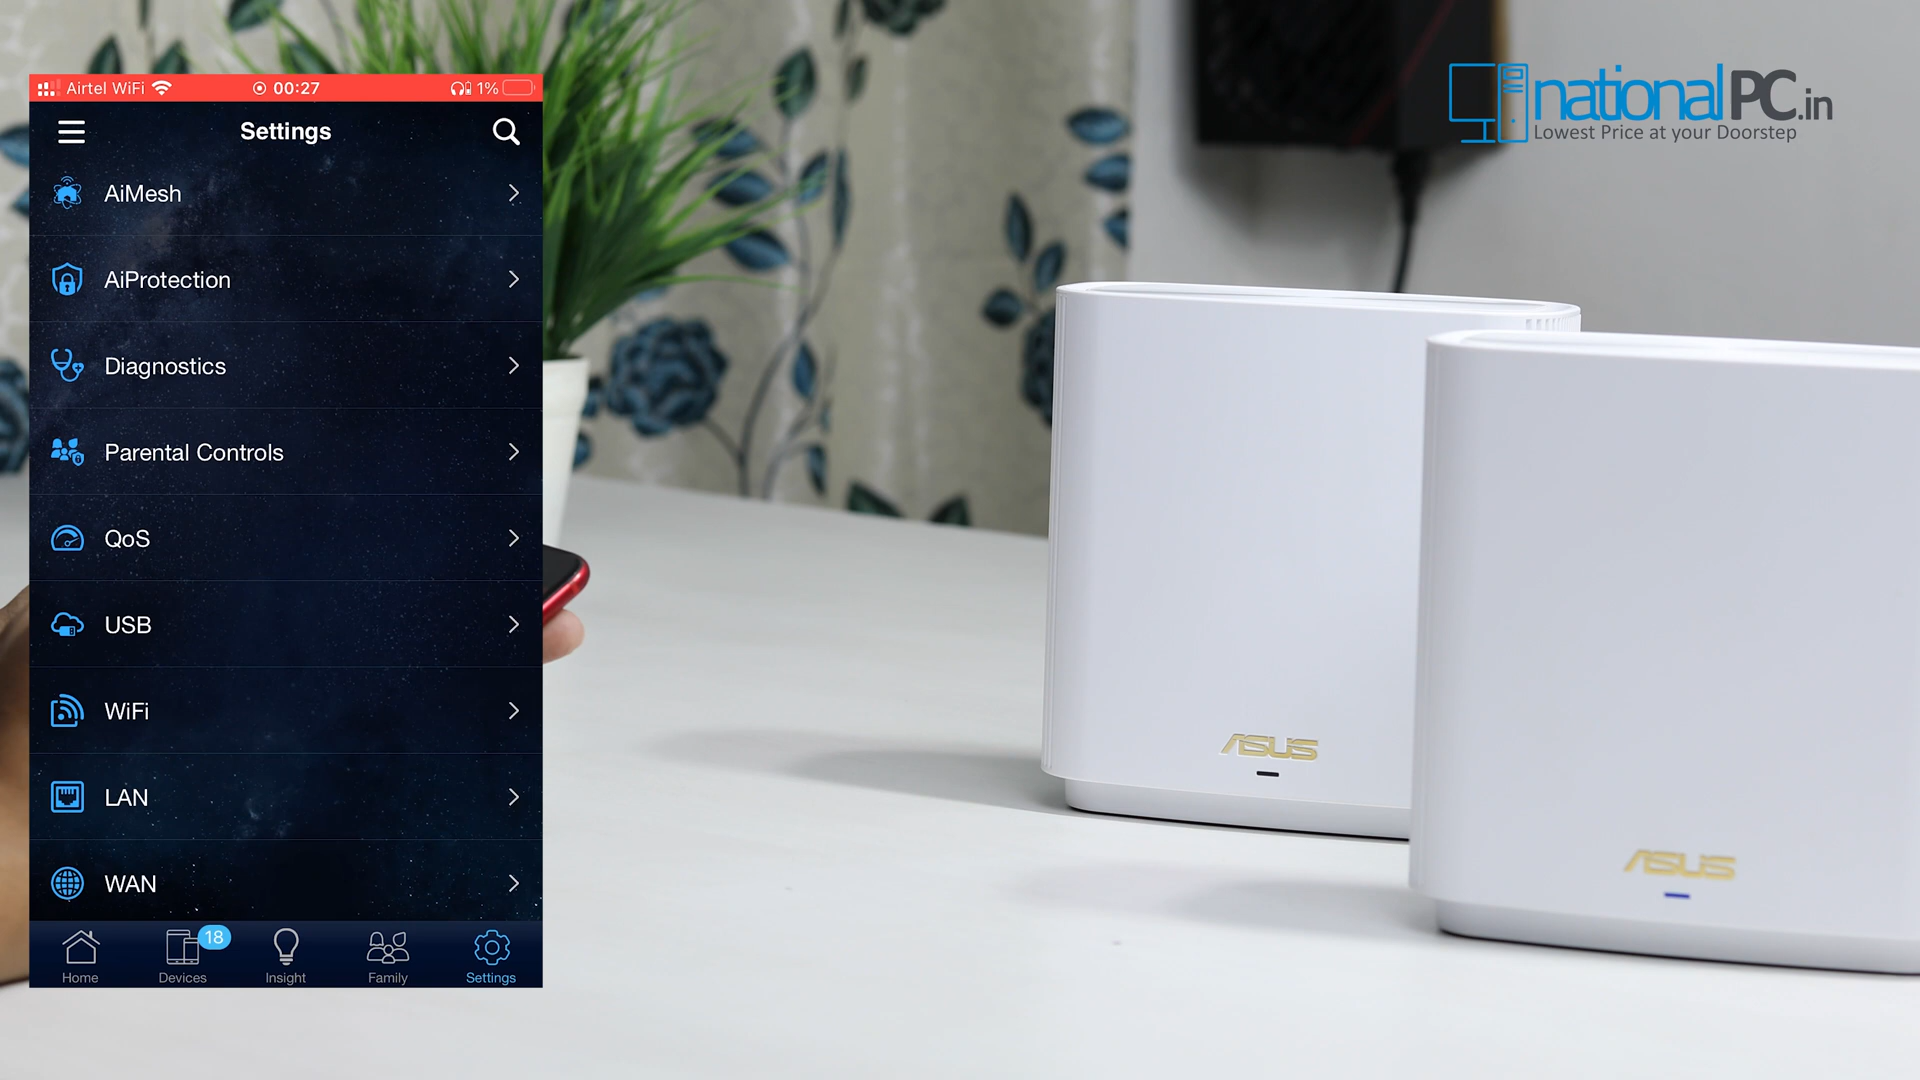 Airtel WiFi 00:27 1%
Settings
AiMesh
AiProtection
Diagnostics
Parental Controls
QoS
USB
WiFi
LAN
WAN
18
Home Devices Insight Family Settings
nationalPC.in
Lowest Price at your Doorstep
ASUS
ASUS